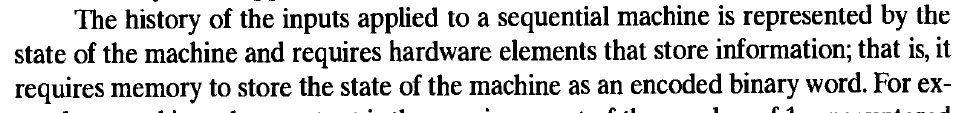 The history of the inputs applied to a sequential machine is represented by the
state of the machine and requires hardware elements that store information; that is, it
requires memory to store the state of the machine as an encoded binary word. For ex-